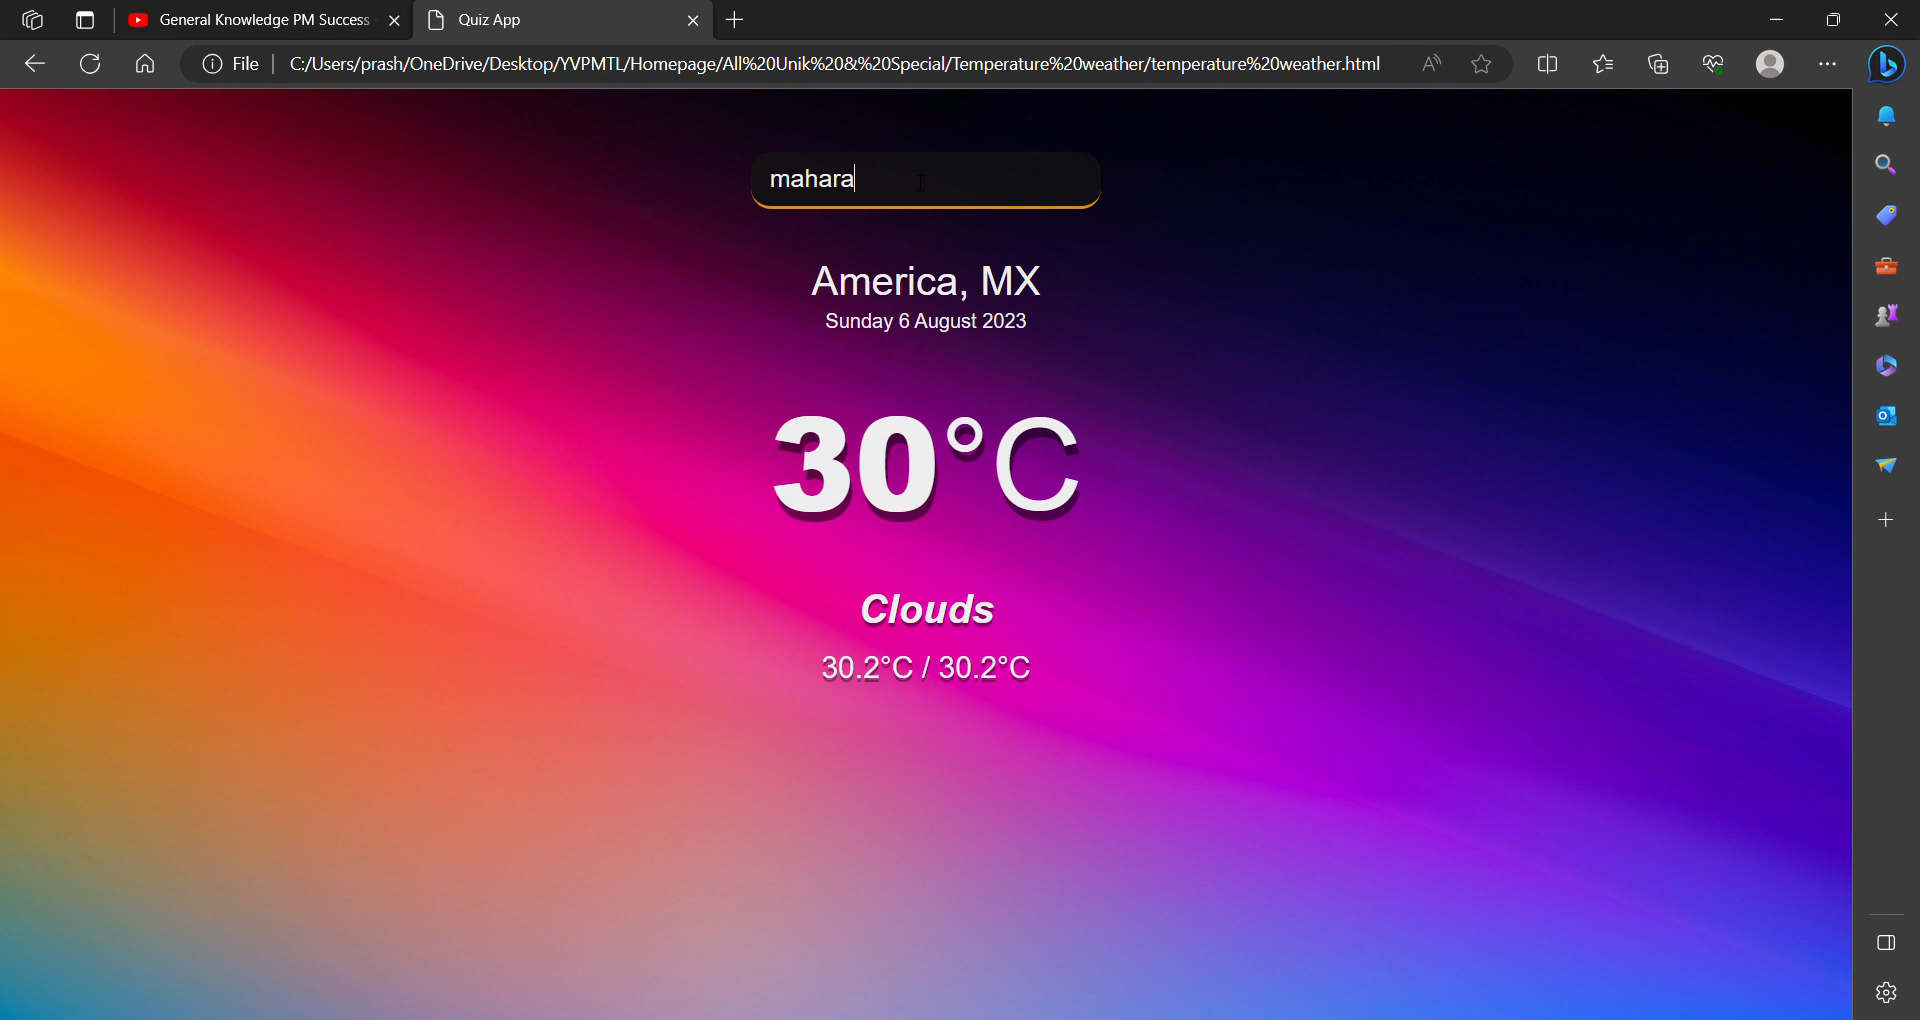 General Knowledge PM Success
Quiz App
File
C:/Users/prash/OneDrive/Desktop/YVPMTL/Homepage/All%20Unik%20&%20Special/Temperature%20weather/temperature%20weather.html
mahara
America, MX
Sunday 6 August 2023
30°C
Clouds
30.2°C / 30.2°C